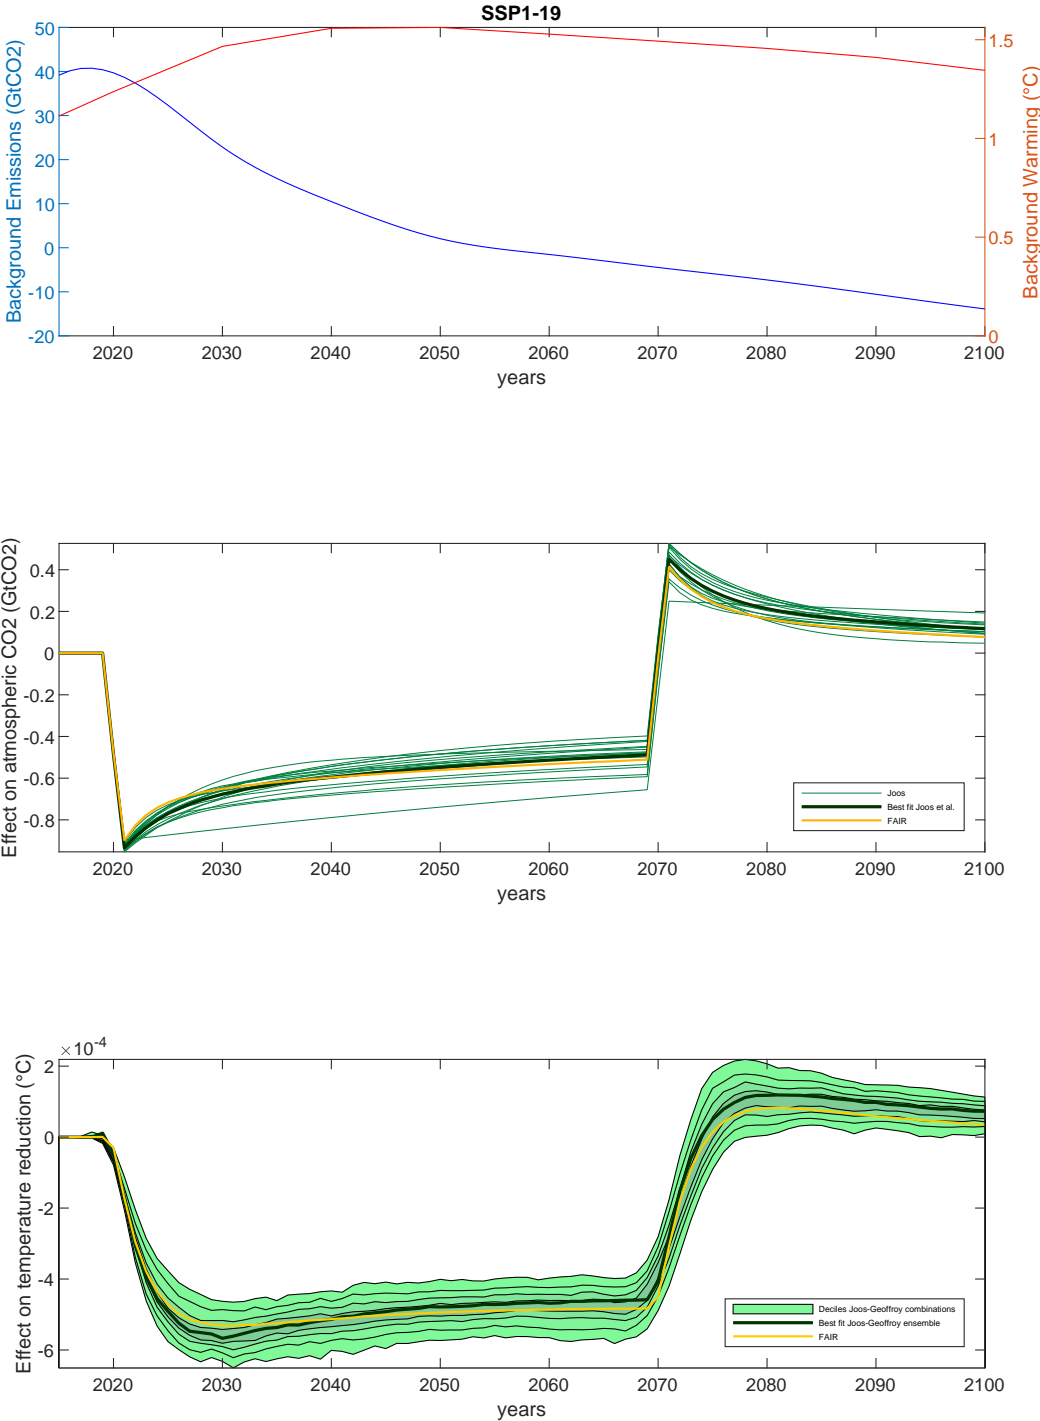 SSP1-19
50
40
30
20
10
0
-10
-20
Background Emissions (GtCO2)
1.5
1
0.5
0
Background Warming (°C)
2020 2030 2040 2050 2060 2070 2080 2090 2100
years
0.4
0.2
0
-0.2
-0.4
-0.6
-0.8
Effect on atmospheric CO2 (GtCO2)
Joos
Best fit Joos et al.
FAIR
2020 2030 2040 2050 2060 2070 2080 2090 2100
years
×10-4
2
0
-2
-4
-6
Effect on temperature reduction (°C)
Deciles Joos-Geoffroy combinations
Best fit Joos-Geoffroy ensemble
FAIR
2020 2030 2040 2050 2060 2070 2080 2090 2100
years